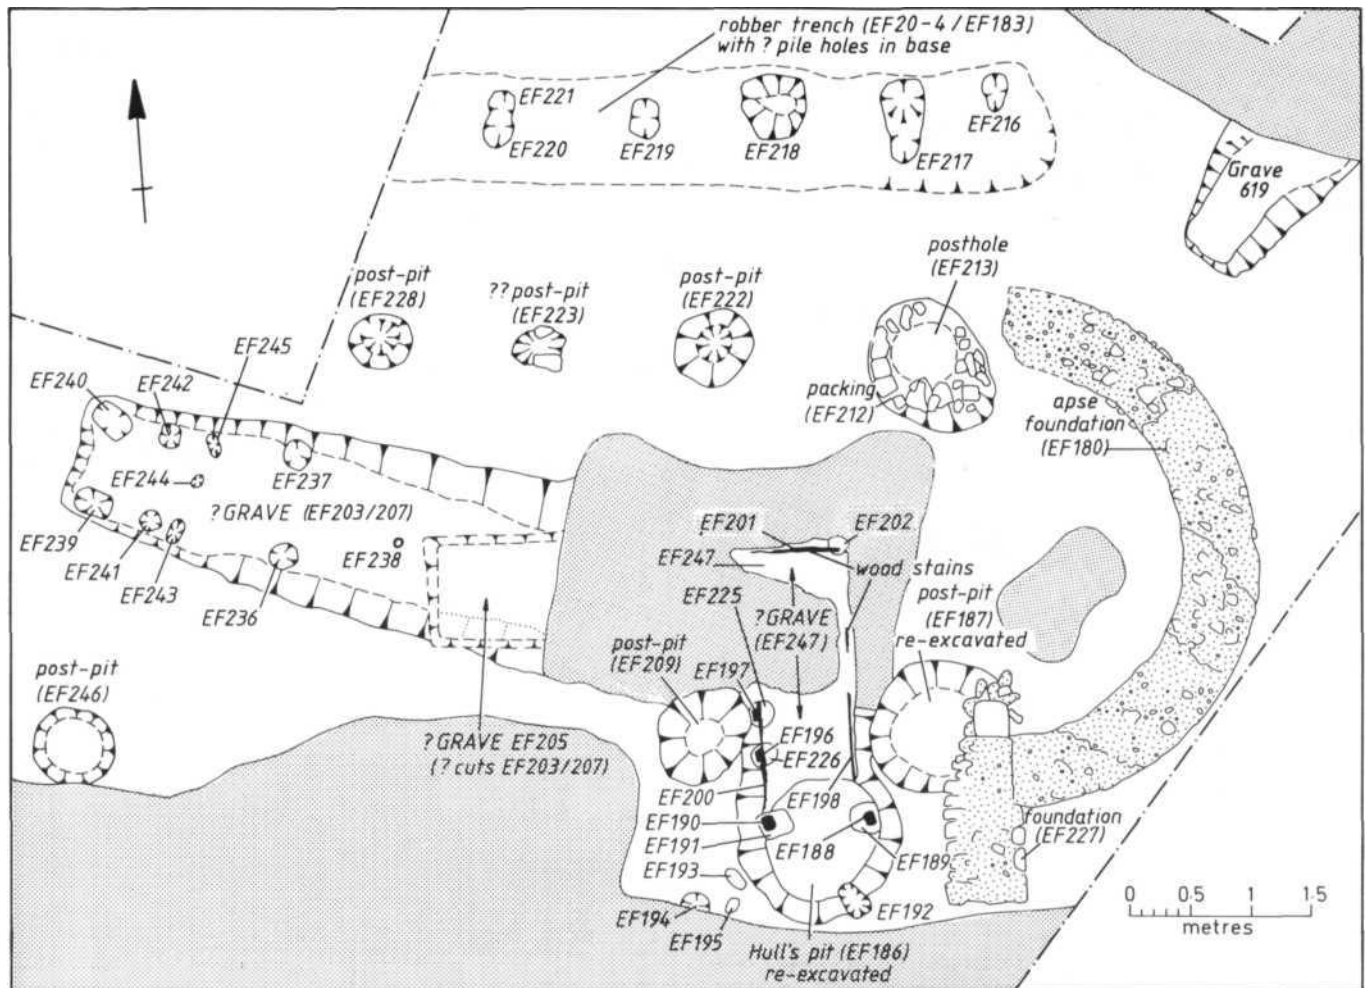 robber trench (EF20-4/EF183)
with ? pile holes in base
EF221
EF220
EF219
EF218
EF217
EF216
Grave
619
post-pit
(EF228)
?? post-pit
(EF223)
post-pit
(EF222)
posthole
(EF213)
packing
(EF212)
apse
foundation
(EF180)
EF245
EF240
EF242
EF244
EF237
? GRAVE (EF203/207)
EF239
EF241
EF243
EF236
EF238
EF201
EF202
EF247
wood stains
EF225
? GRAVE
(EF247)
post-pit
(EF187)
re-excavated
post-pit
(EF209)
EF197
post-pit
(EF246)
? GRAVE EF205
(? cuts EF203/207)
EF196
EF226
EF200
EF198
EF190
EF191
EF188
EF189
EF193
EF194
EF195
EF192
foundation
(EF227)
Hull's pit (EF186)
re-excavated
0 0·5 1 1·5
metres